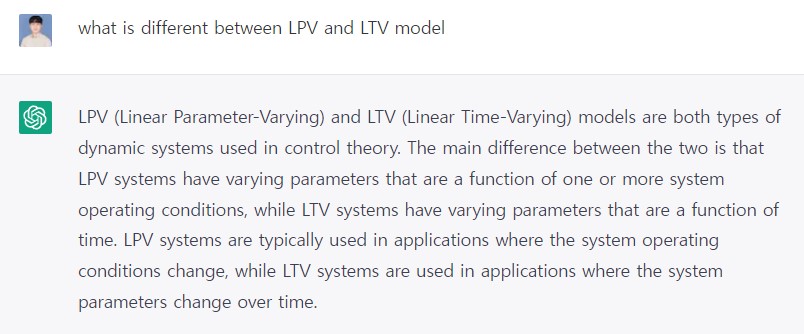 what is different between LPV and LTV model
LPV (Linear Parameter-Varying) and LTV (Linear Time-Varying) models are both types of
dynamic systems used in control theory. The main difference between the two is that
LPV systems have varying parameters that are a function of one or more system
operating conditions, while LTV systems have varying parameters that are a function of
time. LPV systems are typically used in applications where the system operating
conditions change, while LTV systems are used in applications where the system
parameters change over time.